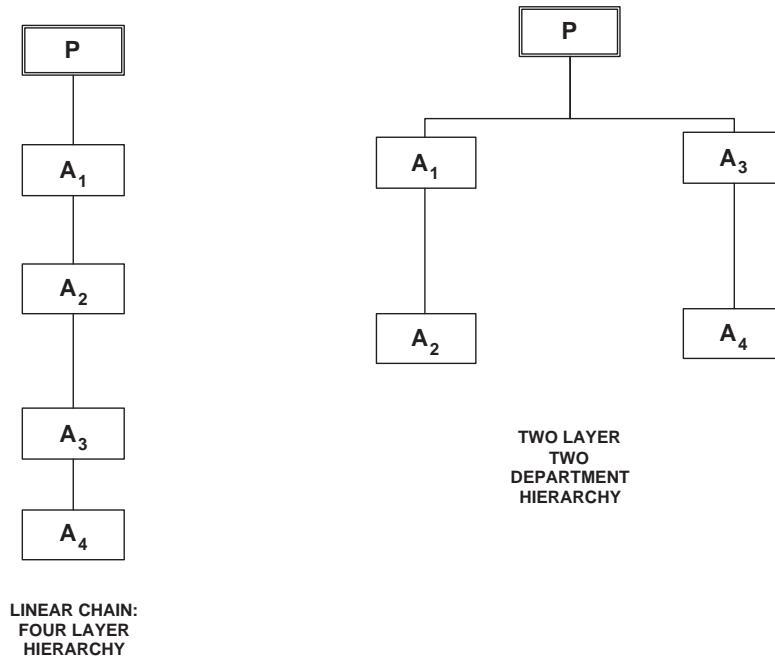 P
A1
A2
A3
A4
LINEAR CHAIN:
FOUR LAYER
HIERARCHY
P
A1
A3
A2
A4
TWO LAYER
TWO
DEPARTMENT
HIERARCHY